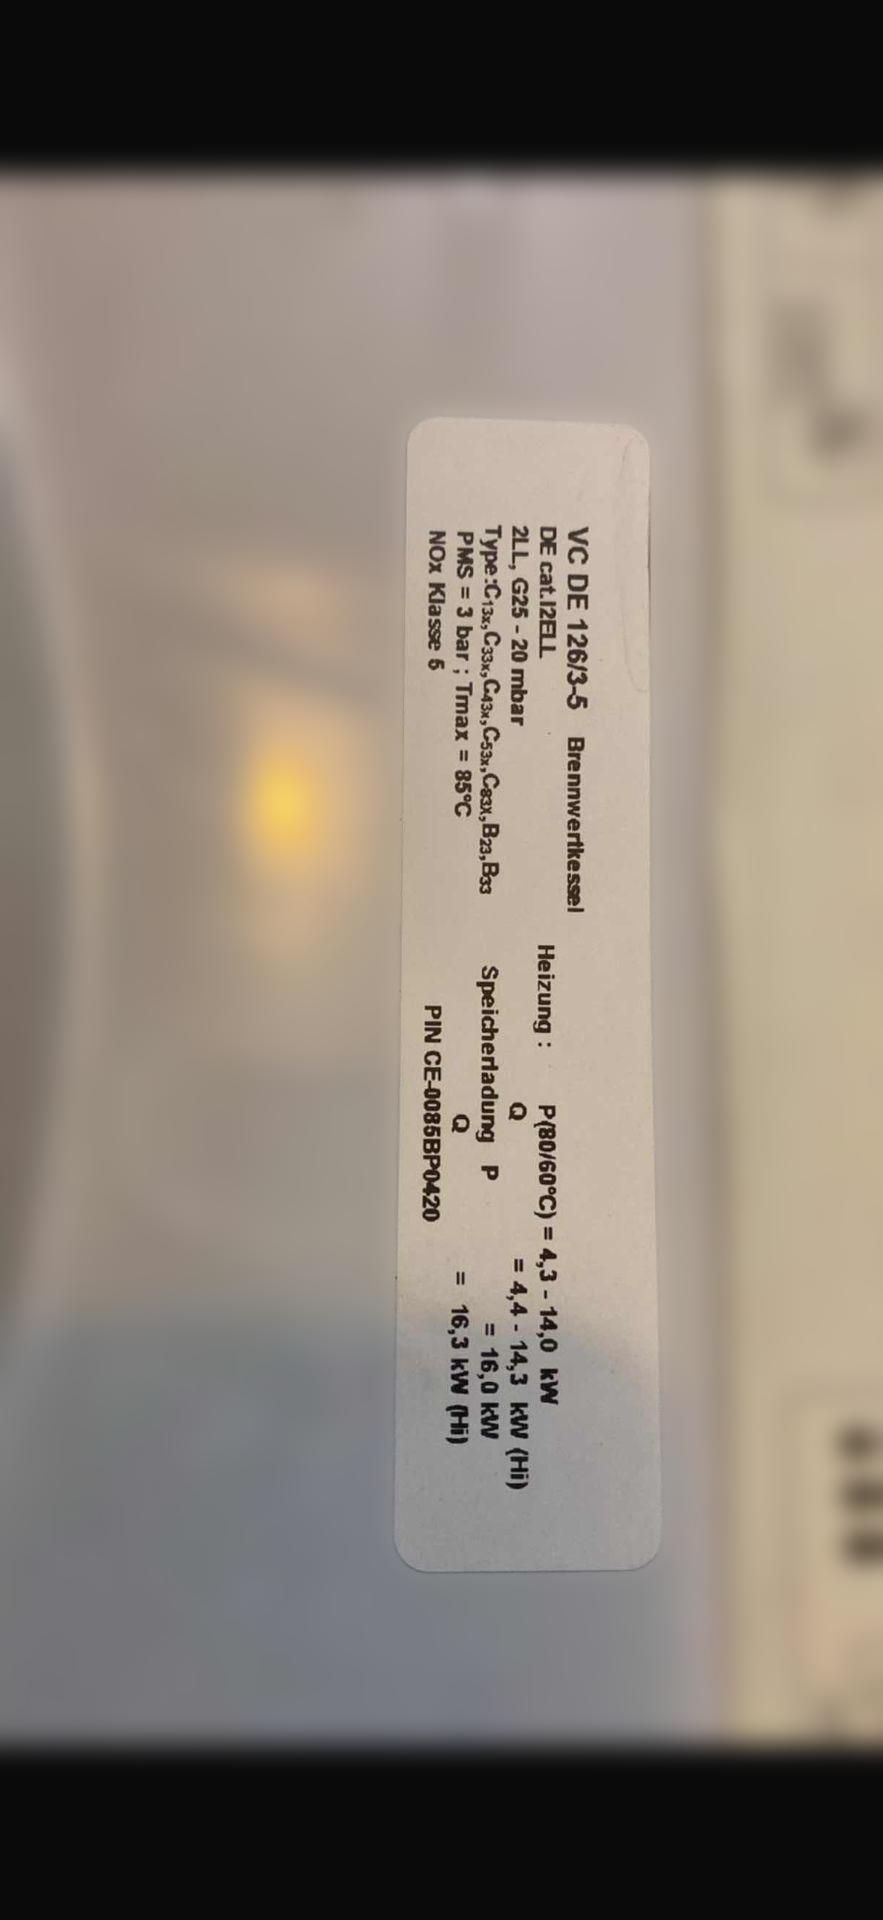 VC DE 126/3-5 Brennwertkessel
DE cat.I2ELL Heizung : P(80/60°C) = 4,3 - 14,0 kW
2LL, G25 - 20 mbar Q = 4,4 - 14,3 kW (Hi)
Type:C13x,C33x,C43x,C53x,C83X,B23,B33 Speicherladung P = 16,0 kW
PMS = 3 bar ; Tmax = 85°C Q = 16,3 kW (Hi)
NOx Klasse 5 PIN CE-0085BP0420